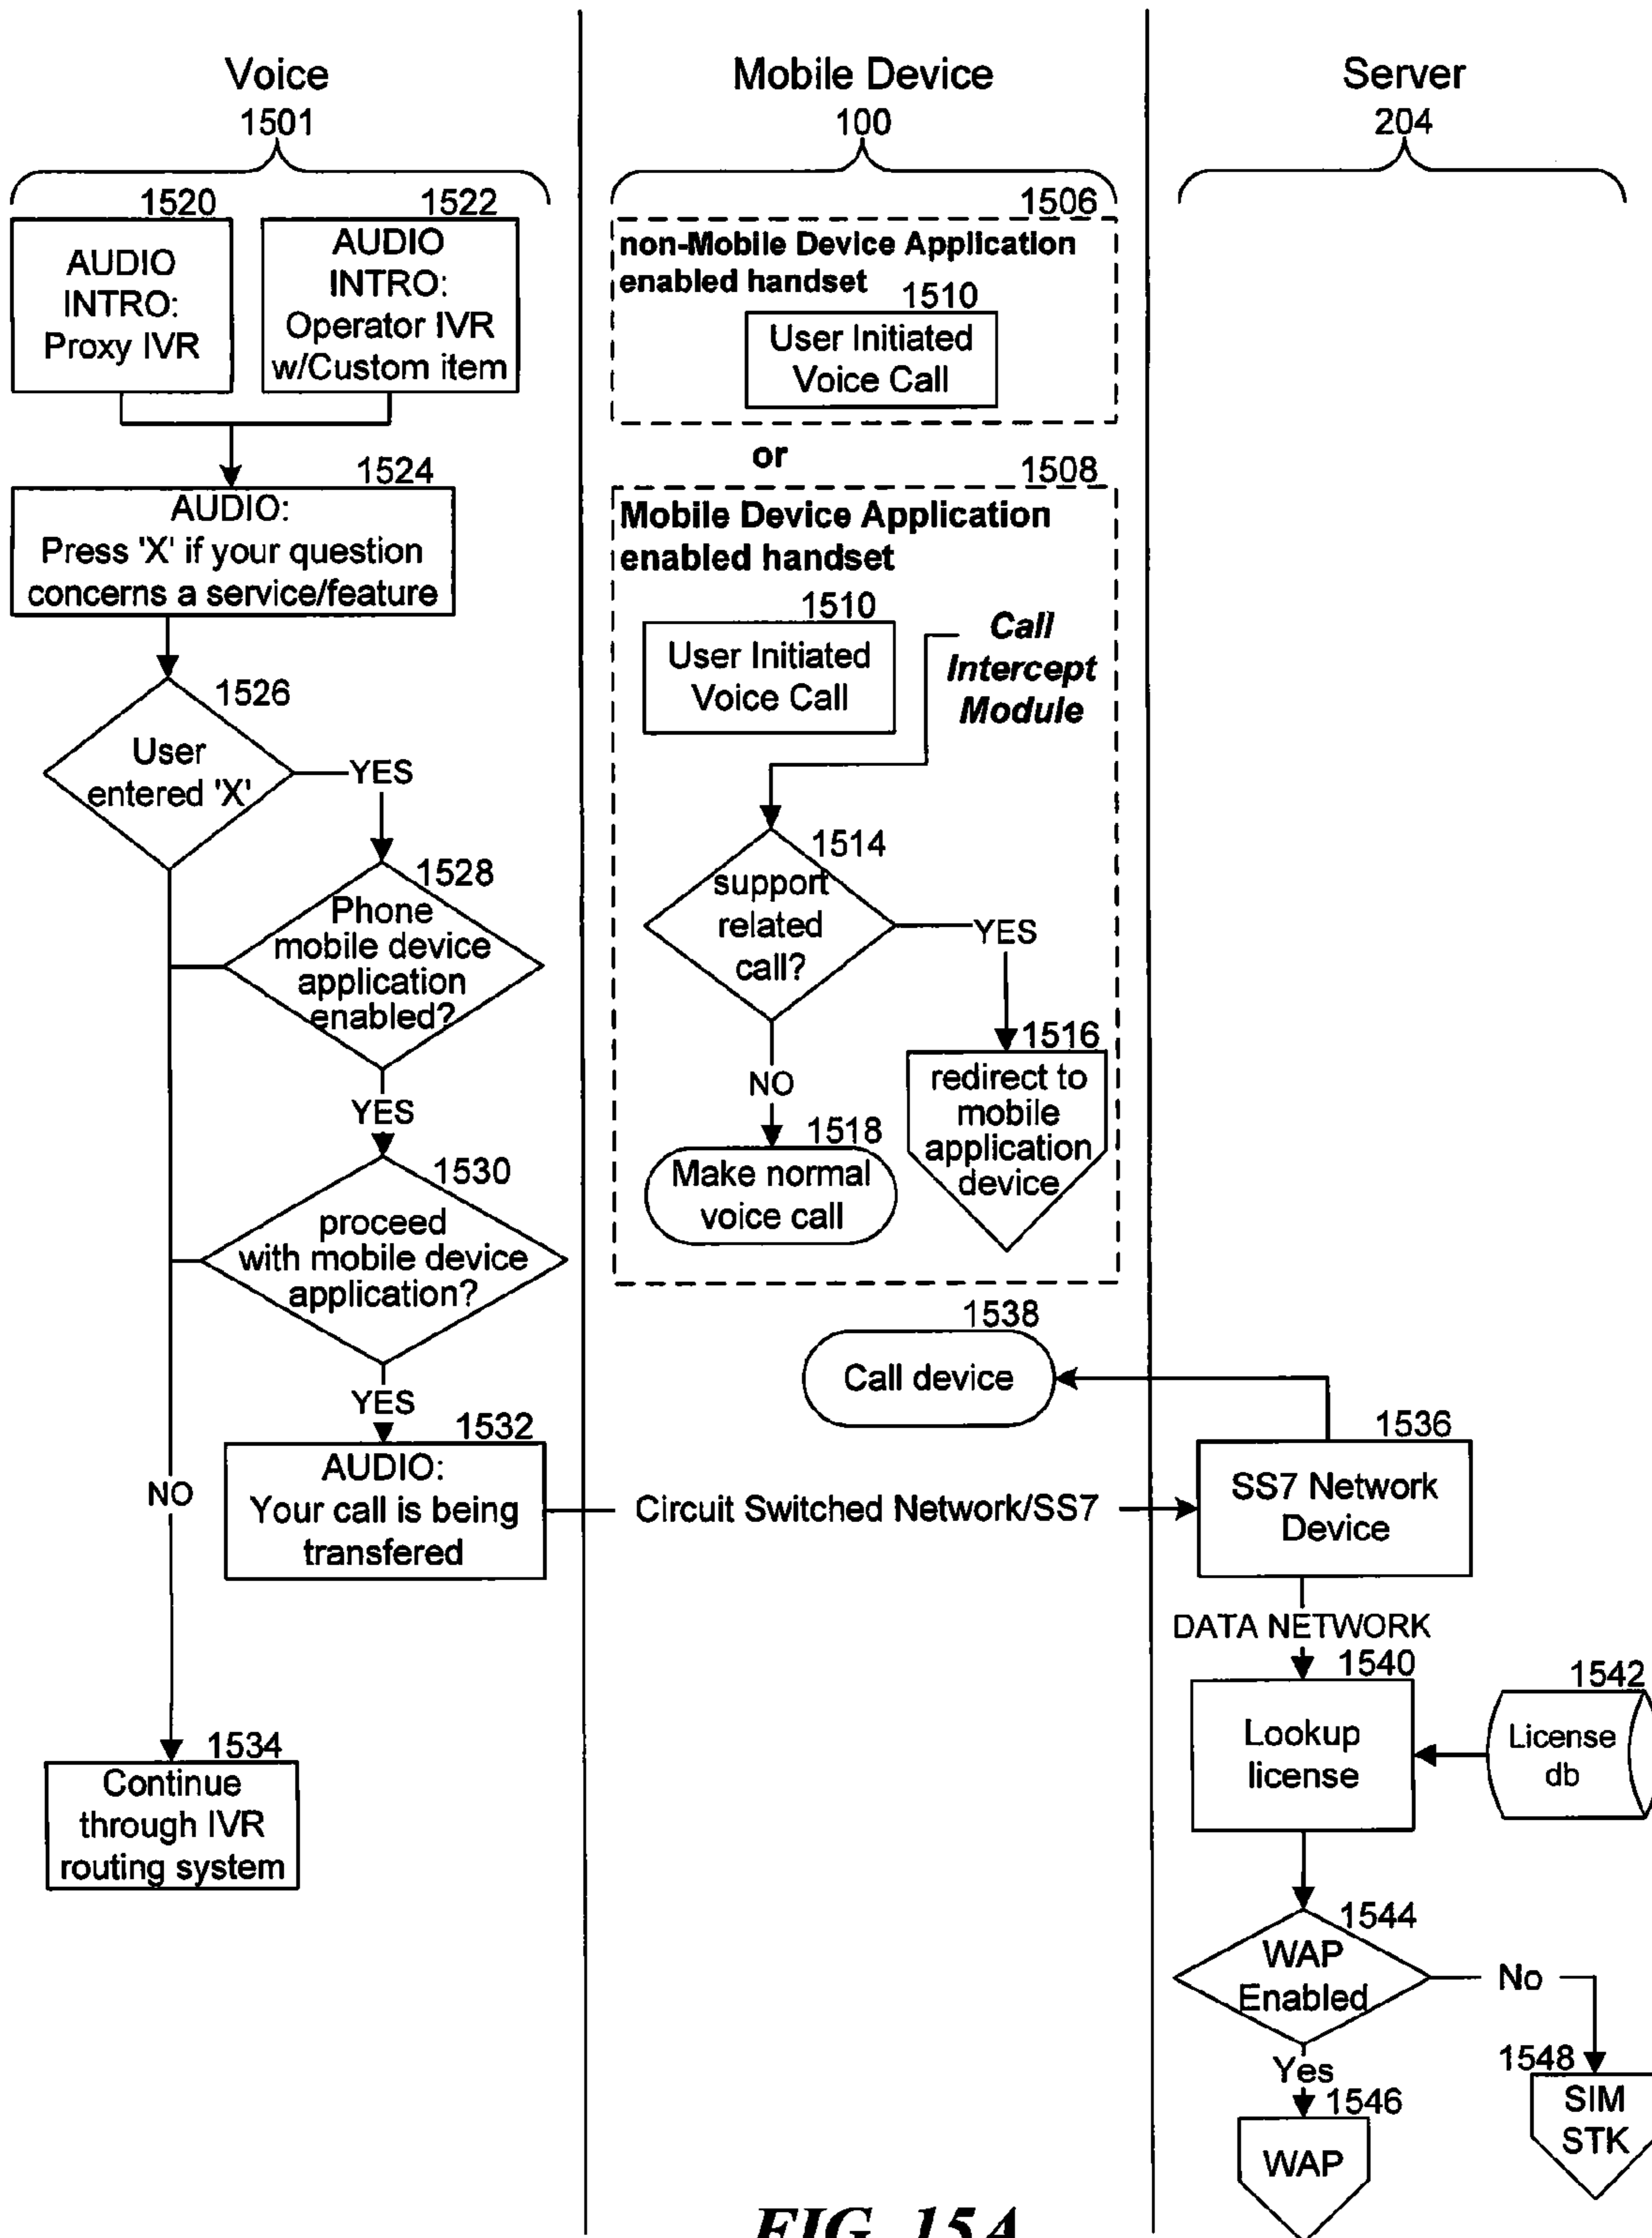 Voice
1501
1520
AUDIO
INTRO:
Proxy IVR
1522
AUDIO
INTRO:
Operator IVR
w/Custom item
1524
AUDIO:
Press 'X' if your question
concerns a service/feature
1526
User
entered 'X'
YES
1528
Phone
mobile device
application
enabled?
YES
1530
proceed
with mobile device
application?
YES
1532
AUDIO:
Your call is being
transfered
NO
1534
Continue
through IVR
routing system
Mobile Device
100
1506
non-Mobile Device Application
enabled handset
1510
User Initiated
Voice Call
or
1508
Mobile Device Application
enabled handset
1510
User Initiated
Voice Call
Call
Intercept
Module
1514
support
related
call?
YES
1516
redirect to
mobile
application
device
NO
1518
Make normal
voice call
1538
Call device
Circuit Switched Network/SS7
Server
204
1536
SS7 Network
Device
DATA NETWORK
1540
Lookup
license
1542
License
db
1544
WAP
Enabled
No
1548
SIM
STK
Yes
1546
WAP
FIG. 15A